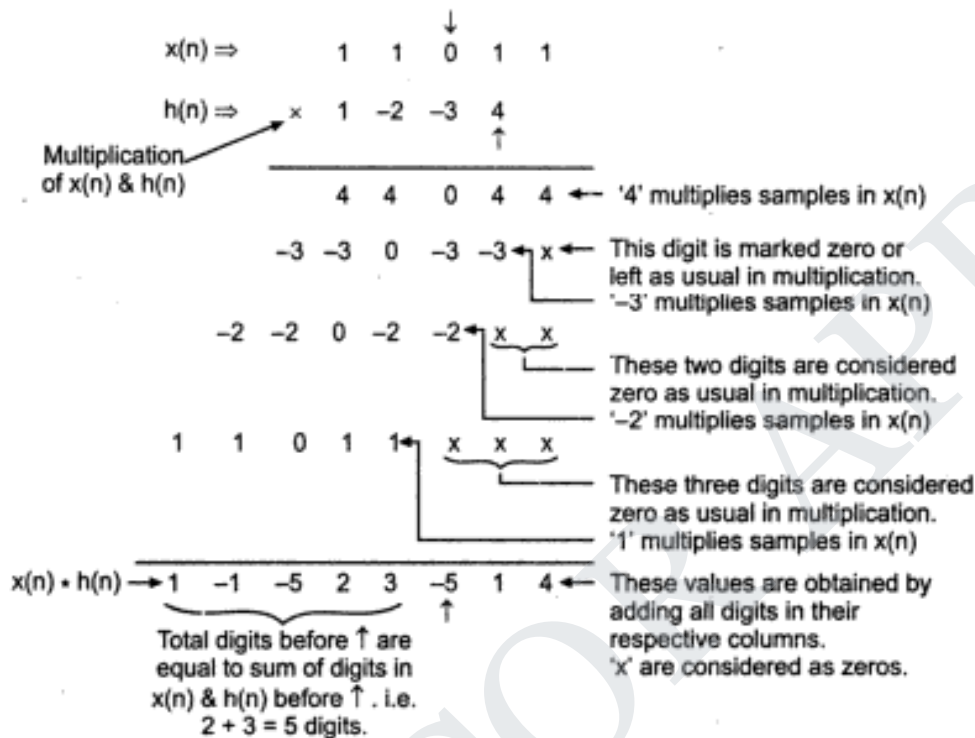 ↓
x(n) ⇒ 1 1 0 1 1
h(n) ⇒ × 1 –2 –3 4
↑
Multiplication
of x(n) & h(n)
4 4 0 4 4 ← '4' multiplies samples in x(n)
–3 –3 0 –3 –3 x ← This digit is marked zero or
left as usual in multiplication.
'–3' multiplies samples in x(n)
–2 –2 0 –2 –2 x x
These two digits are considered
zero as usual in multiplication.
'–2' multiplies samples in x(n)
1 1 0 1 1 x x x
These three digits are considered
zero as usual in multiplication.
'1' multiplies samples in x(n)
x(n) * h(n) → 1 –1 –5 2 3 –5 1 4 ← These values are obtained by
↑ adding all digits in their
respective columns.
'x' are considered as zeros.
Total digits before ↑ are
equal to sum of digits in
x(n) & h(n) before ↑ . i.e.
2 + 3 = 5 digits.